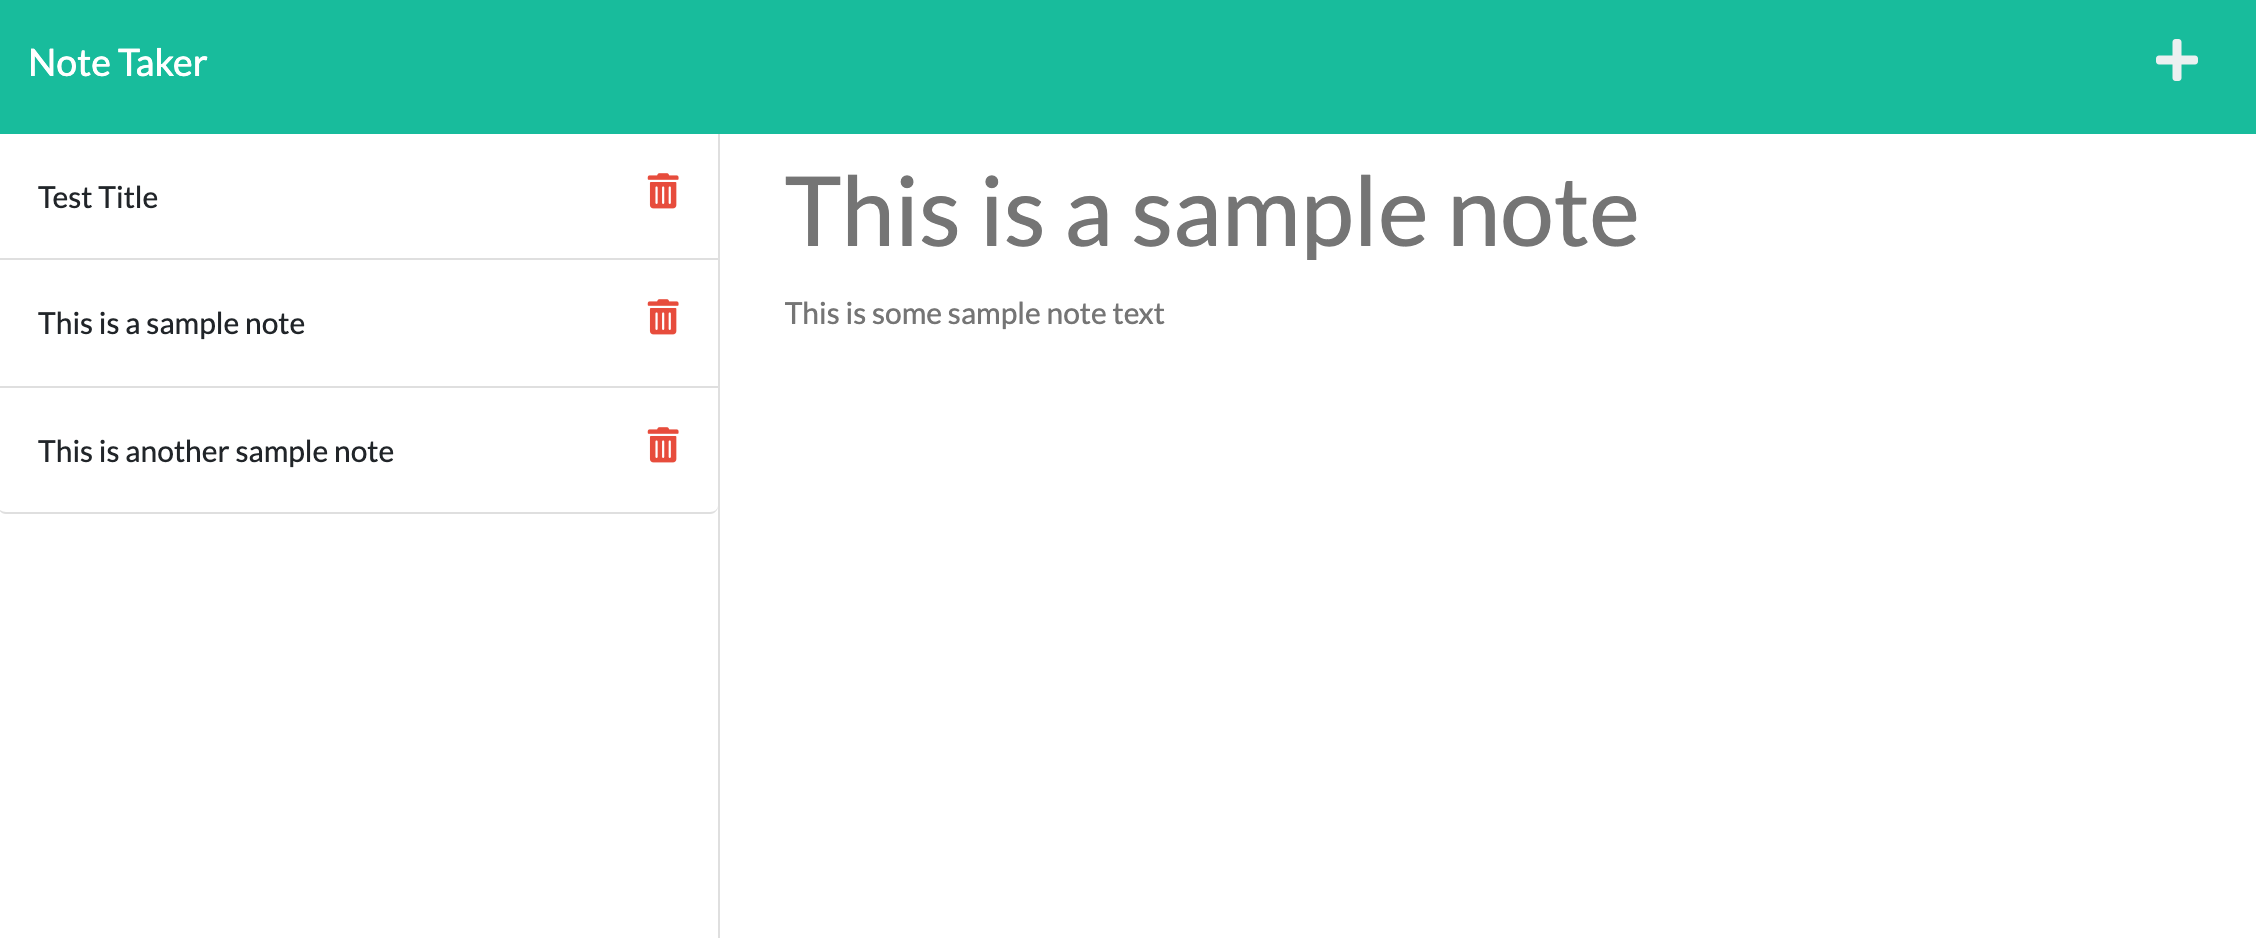 Note Taker
Test Title
This is a sample note
This is another sample note
This is a sample note
This is some sample note text